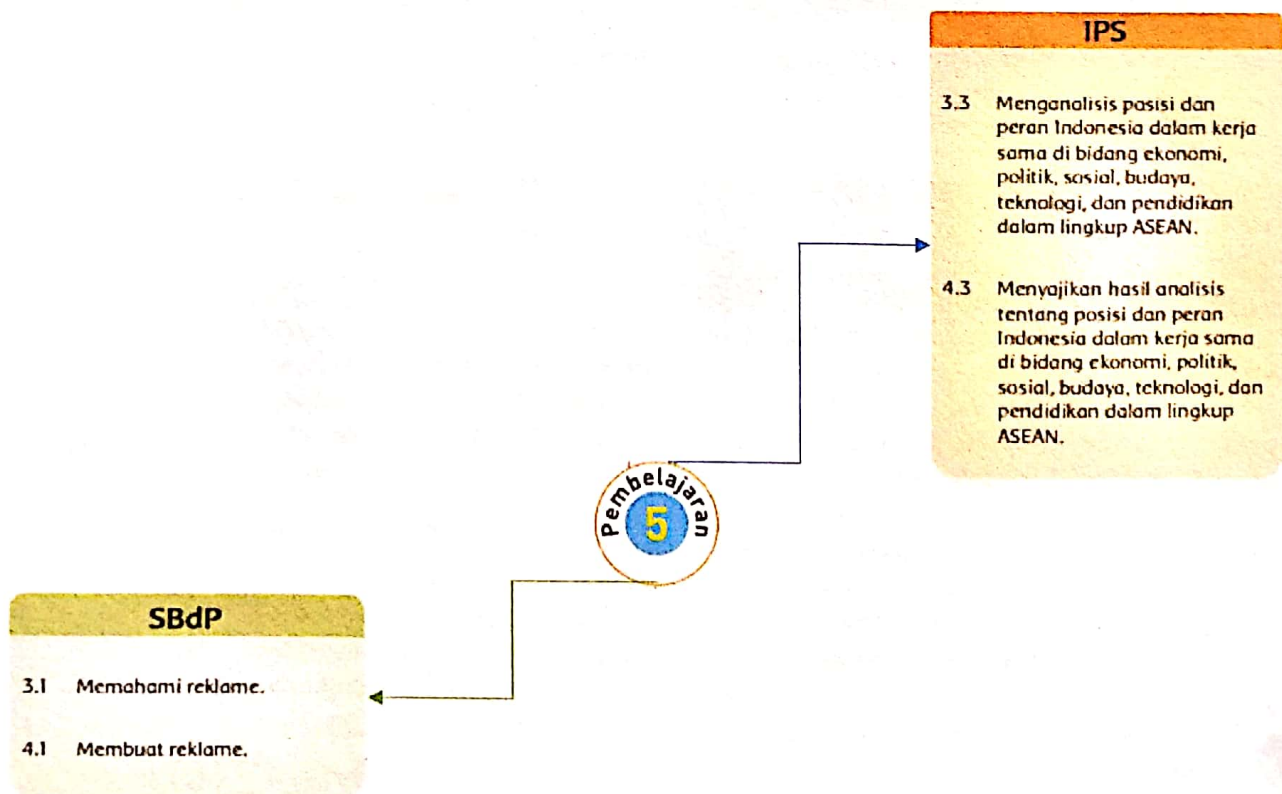 IPS
3.3 Menganalisis posisi dan
peran Indonesia dalam kerja
sama di bidang ekonomi,
politik, sosial, budaya,
teknologi, dan pendidikan
dalam lingkup ASEAN.
4.3 Menyajikan hasil analisis
tentang posisi dan peran
Indonesia dalam kerja sama
di bidang ekonomi, politik,
sosial, budaya, teknologi, dan
pendidikan dalam lingkup
ASEAN.
Pembelajaran
5
SBdP
3.1 Memahami reklame.
4.1 Membuat reklame.